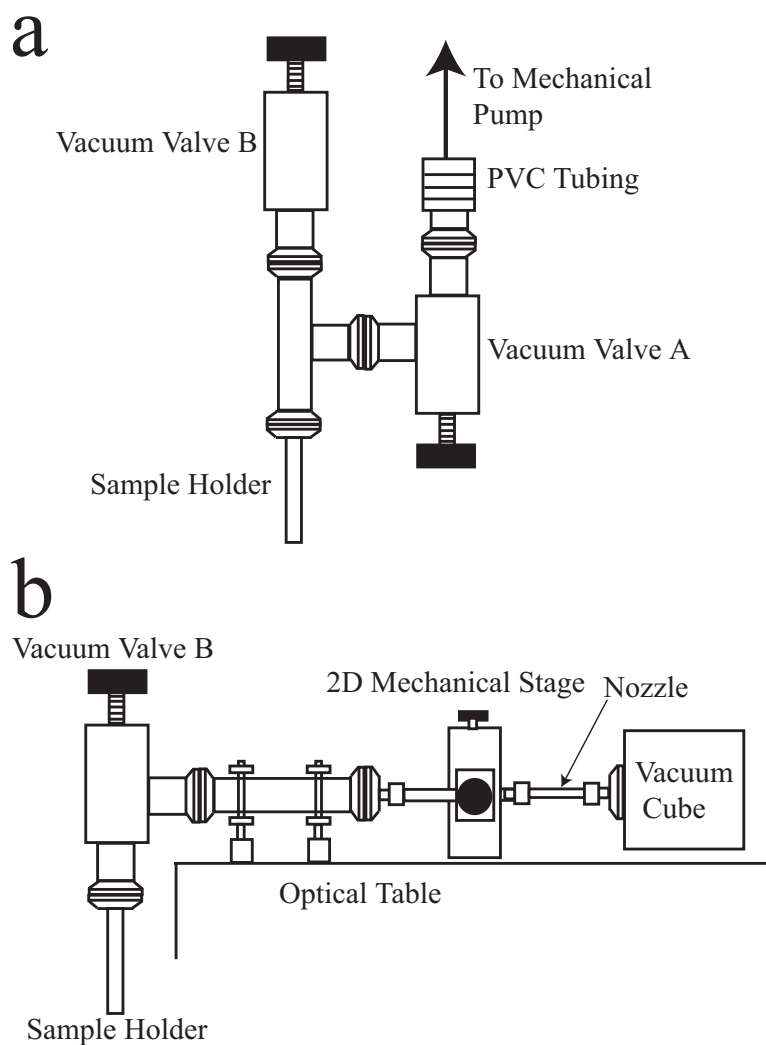 a
To Mechanical
Pump
Vacuum Valve B
PVC Tubing
Vacuum Valve A
Sample Holder
b
Vacuum Valve B
2D Mechanical Stage
Nozzle
Vacuum
Cube
Optical Table
Sample Holder